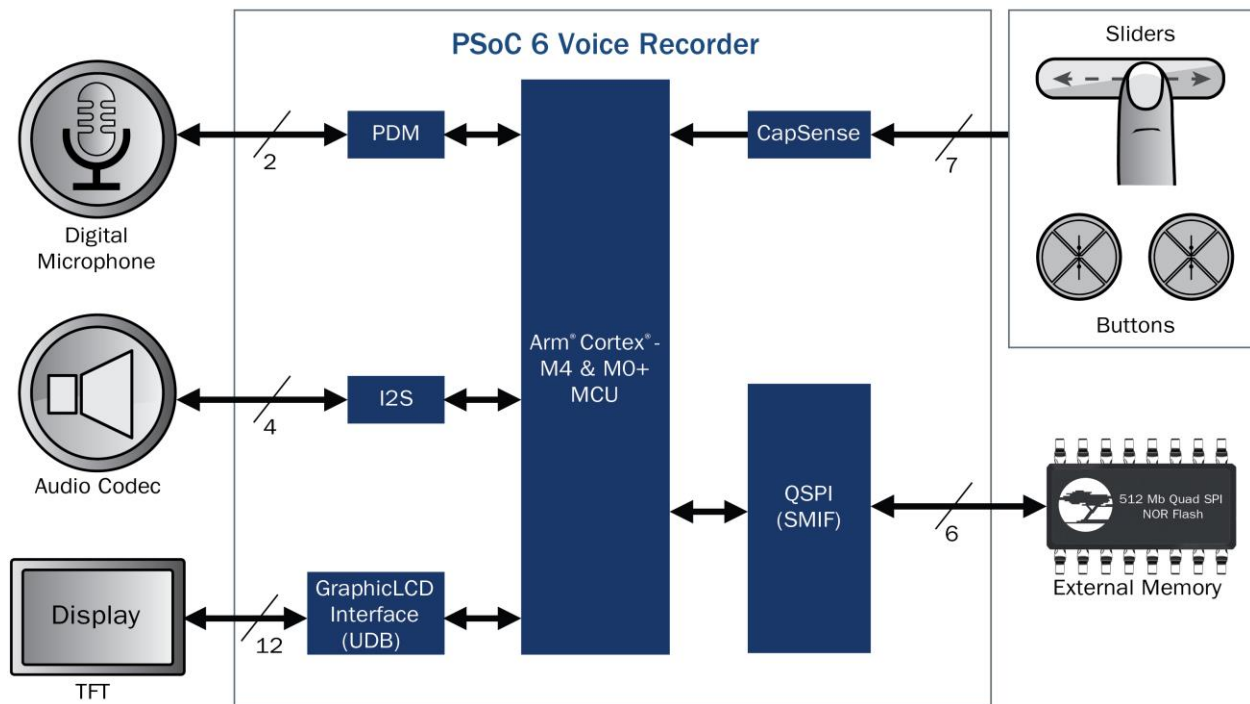 PSoC 6 Voice Recorder
Digital
Microphone
2
PDM
CapSense
7
Sliders
Buttons
Audio Codec
4
I2S
Arm® Cortex® -
M4 & M0+
MCU
QSPI
(SMIF)
6
512 Mb Quad SPI
NOR Flash
External Memory
Display
TFT
12
GraphicLCD
Interface
(UDB)